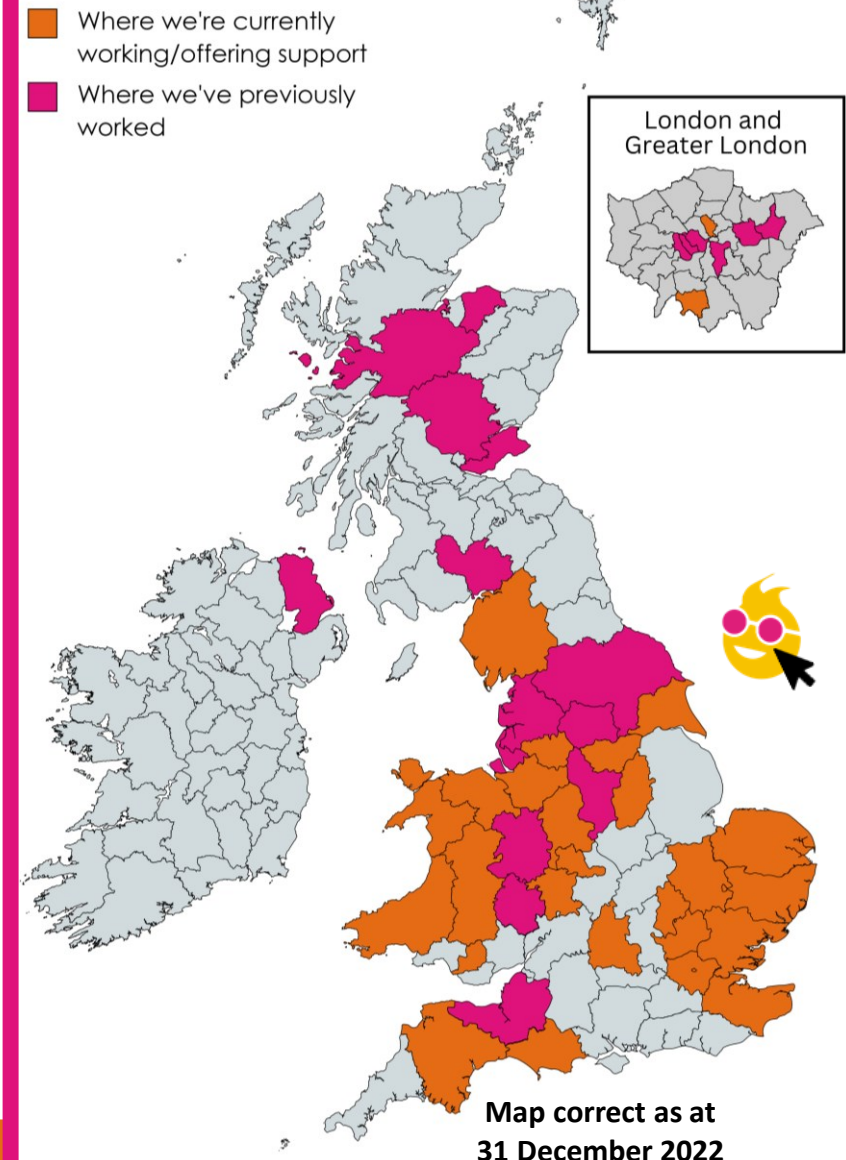 Where we're currently
working/offering support
Where we've previously
worked
London and
Greater London
Map correct as at
31 December 2022